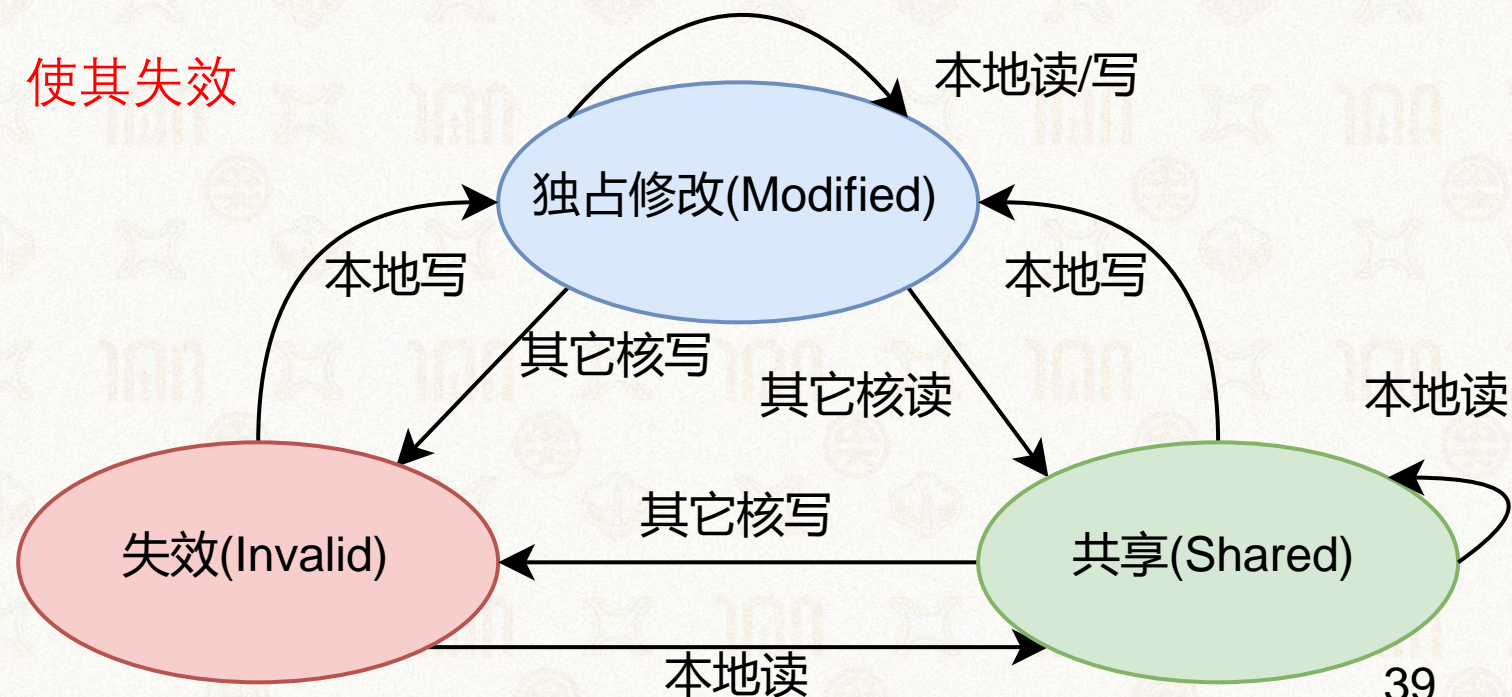 使其失效
本地读/写
独占修改(Modified)
本地写
本地写
其它核写
其它核读
本地读
其它核写
失效(Invalid)
共享(Shared)
本地读
39